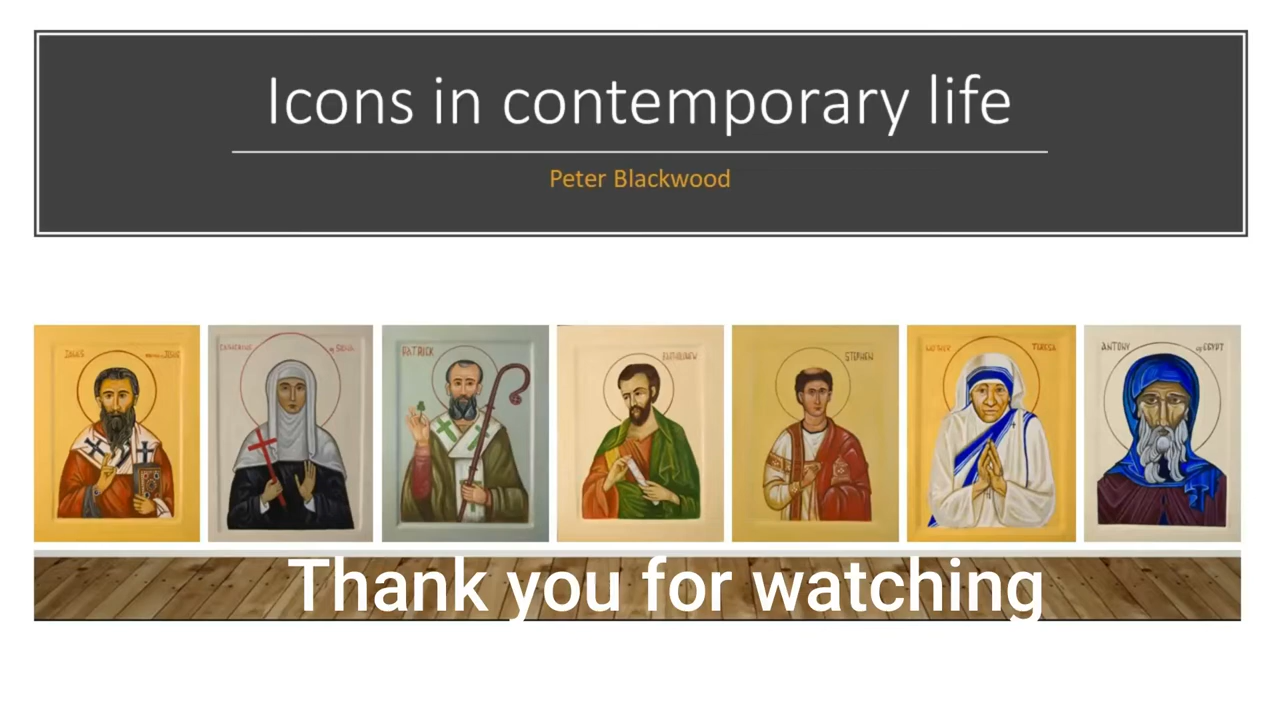 Icons in contemporary life
Peter Blackwood
PATRICK
STEPHEN
MOTHER TERESA
ANTONY of EGYPT
Thank you for watching